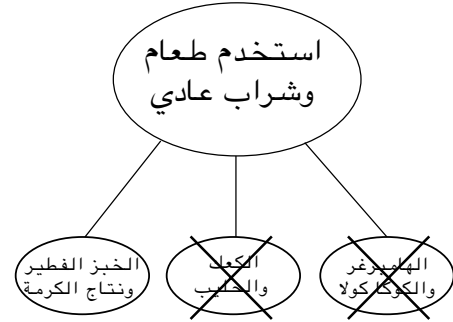 استخدم طعام
وشراب عادي
الهامبرغر
والكوكا كولا
الكعك
والحليب
الخبز الفطير
ونتاج الكرمة